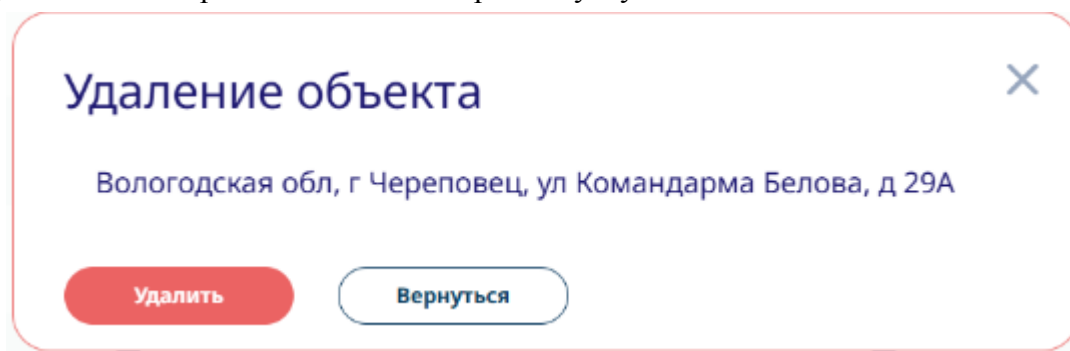 Удаление объекта
Вологодская обл, г Череповец, ул Командарма Белова, д 29А
Удалить
Вернуться